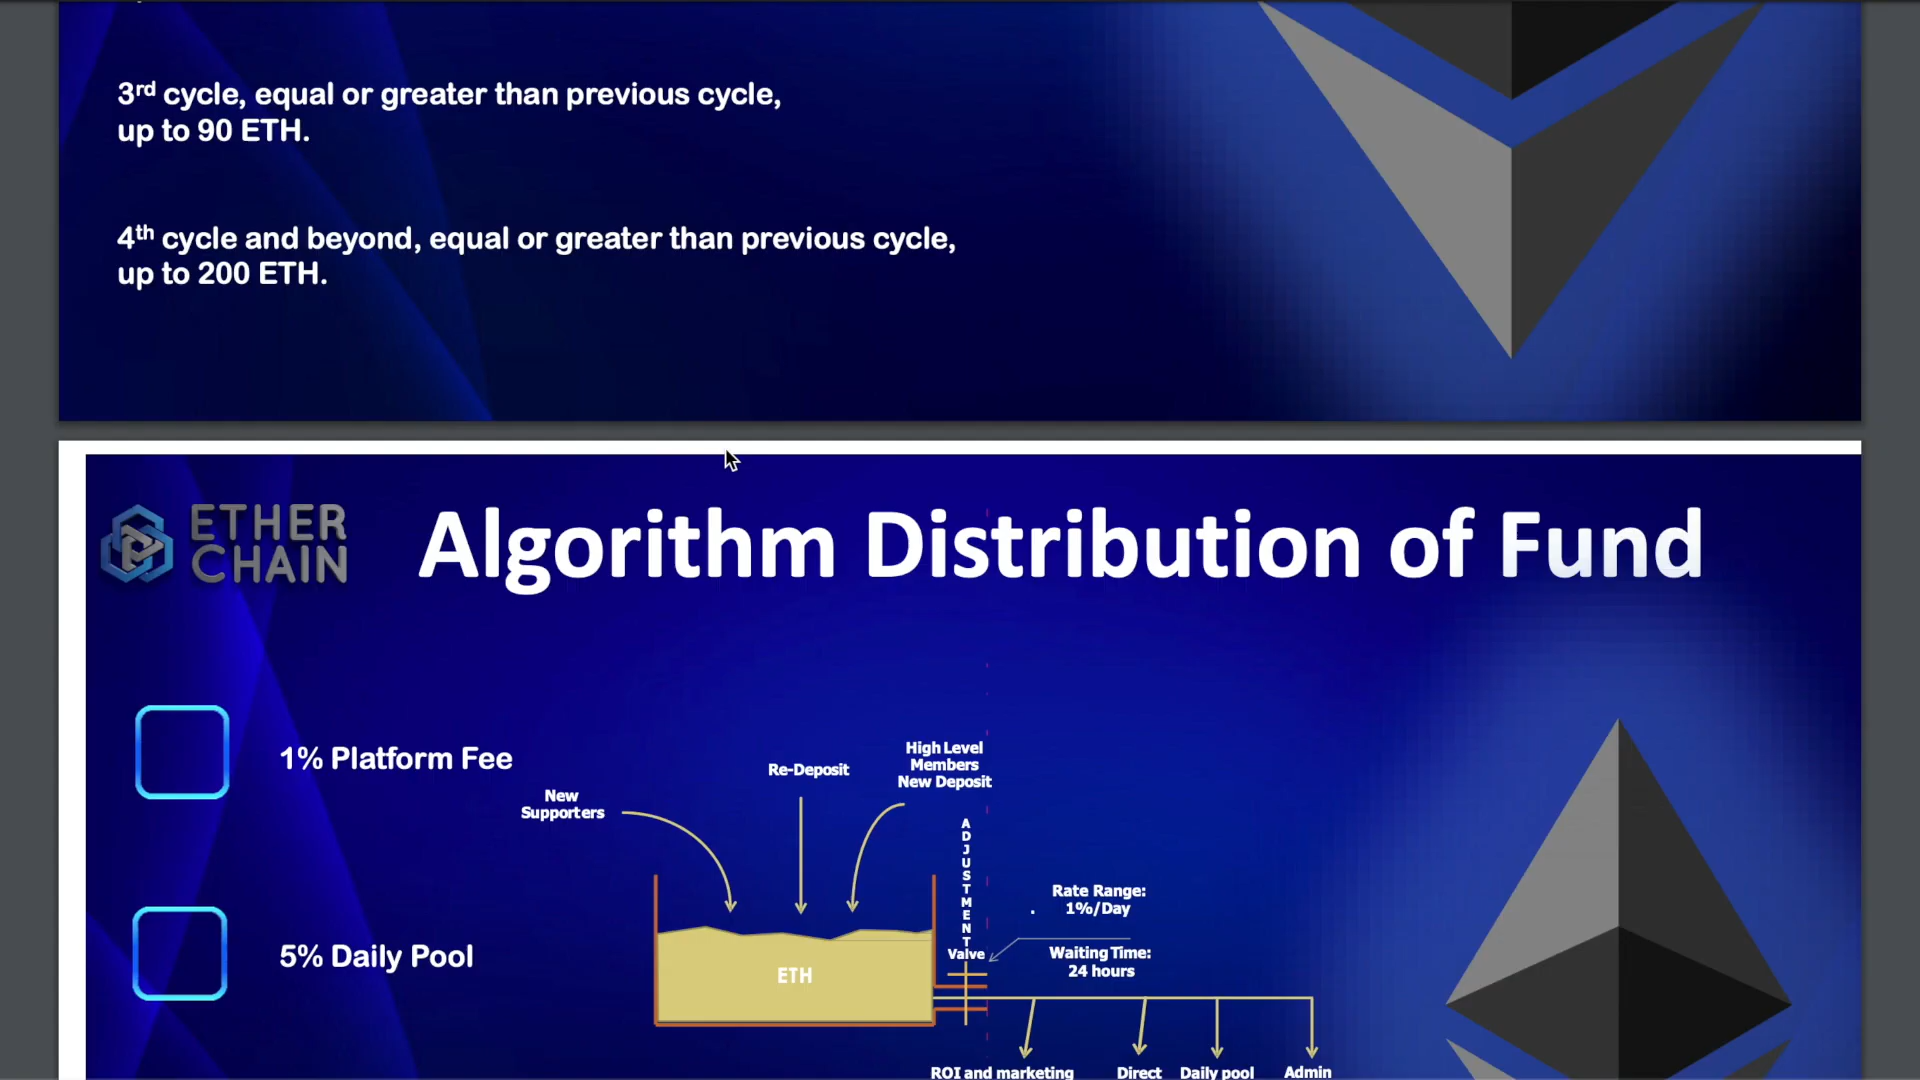 3rd cycle, equal or greater than previous cycle,
up to 90 ETH.
4th cycle and beyond, equal or greater than previous cycle,
up to 200 ETH.
ETHER
CHAIN
Algorithm Distribution of Fund
1% Platform Fee
5% Daily Pool
New
Supporters
Re-Deposit
High Level
Members
New Deposit
ADJUSTMENT
Valve
Rate Range:
1%/Day
Waiting Time:
24 hours
ETH
ROI and marketing
Direct
Daily pool
Admin